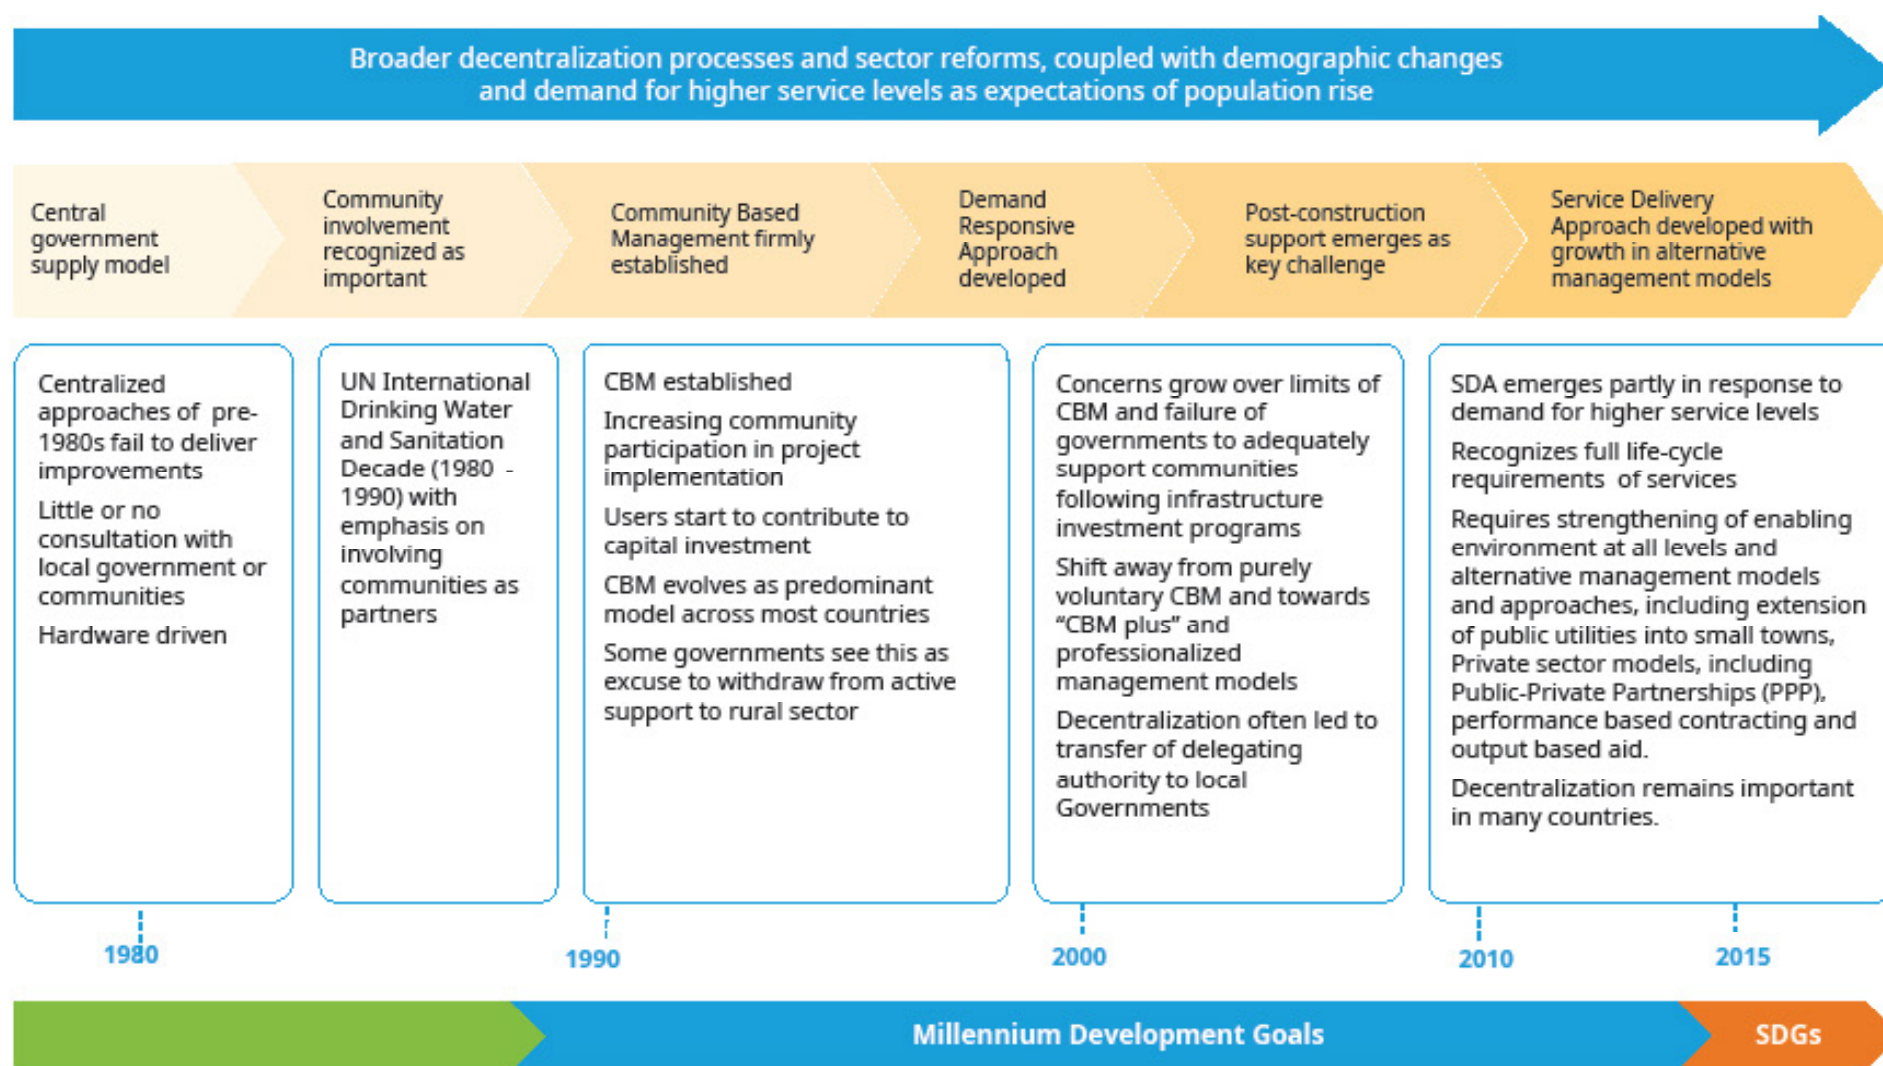 Broader decentralization processes and sector reforms, coupled with demographic changes
and demand for higher service levels as expectations of population rise
Central
government
supply model
Community
involvement
recognized as
important
Community Based
Management firmly
established
Demand
Responsive
Approach
developed
Post-construction
support emerges as
key challenge
Service Delivery
Approach developed with
growth in alternative
management models
Centralized
approaches of pre-
1980s fail to deliver
improvements
Little or no
consultation with
local government or
communities
Hardware driven
UN International
Drinking Water
and Sanitation
Decade (1980 -
1990) with
emphasis on
involving
communities as
partners
CBM established
Increasing community
participation in project
implementation
Users start to contribute to
capital investment
CBM evolves as predominant
model across most countries
Some governments see this as
excuse to withdraw from active
support to rural sector
Concerns grow over limits of
CBM and failure of
governments to adequately
support communities
following infrastructure
investment programs
Shift away from purely
voluntary CBM and towards
“CBM plus” and
professionalized
management models
Decentralization often led to
transfer of delegating
authority to local
Governments
SDA emerges partly in response to
demand for higher service levels
Recognizes full life-cycle
requirements of services
Requires strengthening of enabling
environment at all levels and
alternative management models
and approaches, including extension
of public utilities into small towns,
Private sector models, including
Public-Private Partnerships (PPP),
performance based contracting and
output based aid.
Decentralization remains important
in many countries.
1980
1990
2000
2010
2015
Millennium Development Goals
SDGs